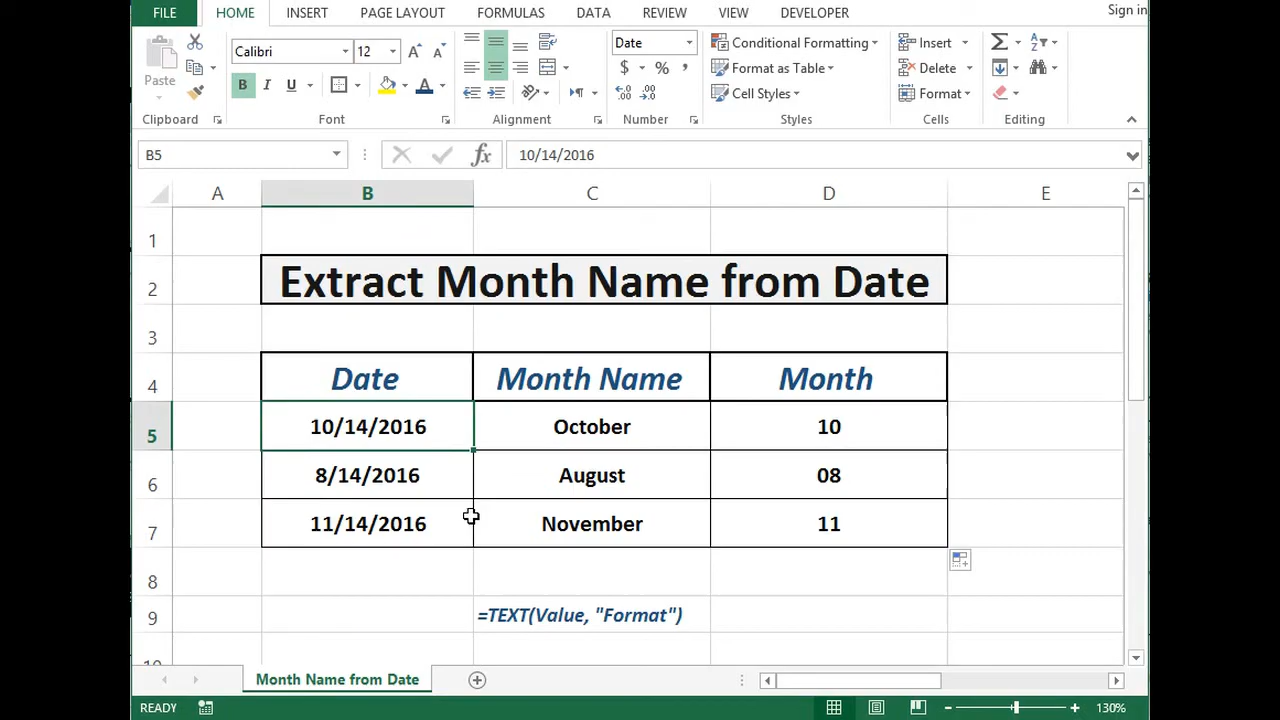 FILE HOME INSERT PAGE LAYOUT FORMULAS DATA REVIEW VIEW DEVELOPER Sign in
Calibri 12 Date Conditional Formatting Insert
Paste B I U $ % , Format as Table Delete
Cell Styles Format
Clipboard Font Alignment Number Styles Cells Editing
B5 fx 10/14/2016
A B C D E
1
2 Extract Month Name from Date
3
4 Date Month Name Month
5 10/14/2016 October 10
6 8/14/2016 August 08
7 11/14/2016 November 11
8
9 =TEXT(Value, "Format")
10
Month Name from Date
READY 130%